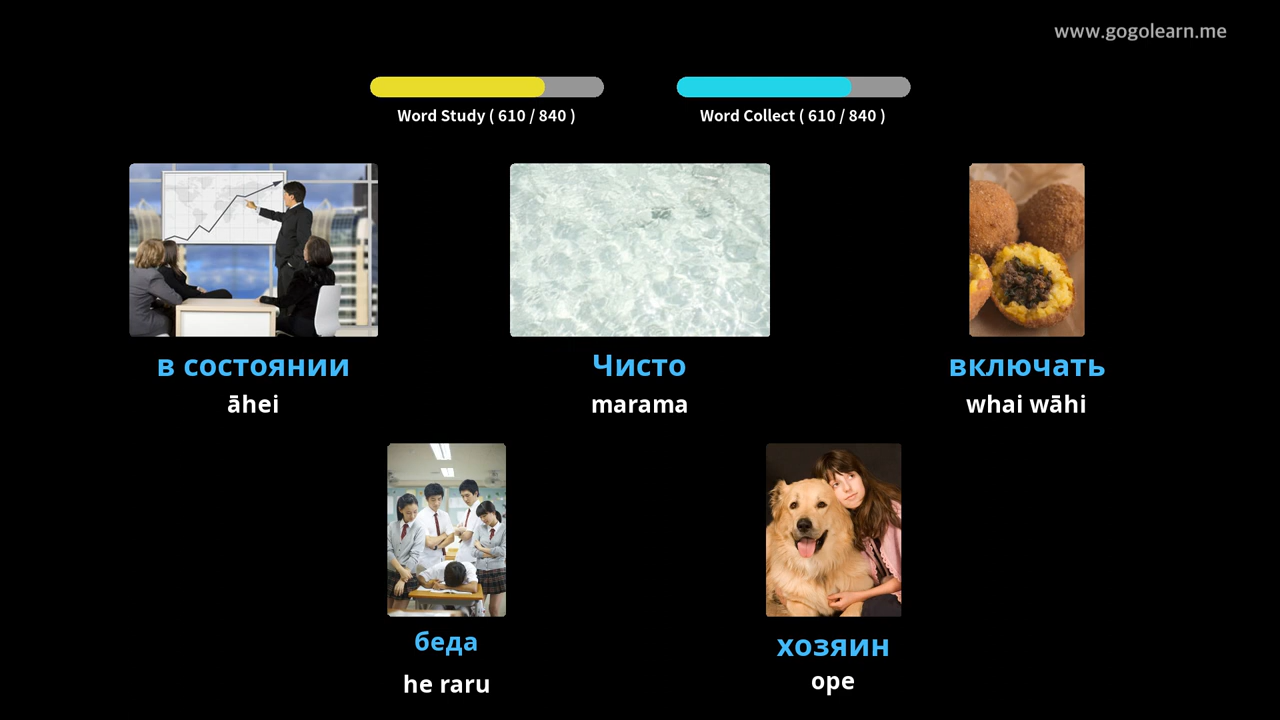 www.gogolearn.me
Word Study ( 610 / 840 )
Word Collect ( 610 / 840 )
в состоянии
āhei
Чисто
marama
включать
whai wāhi
беда
he raru
хозяин
ope